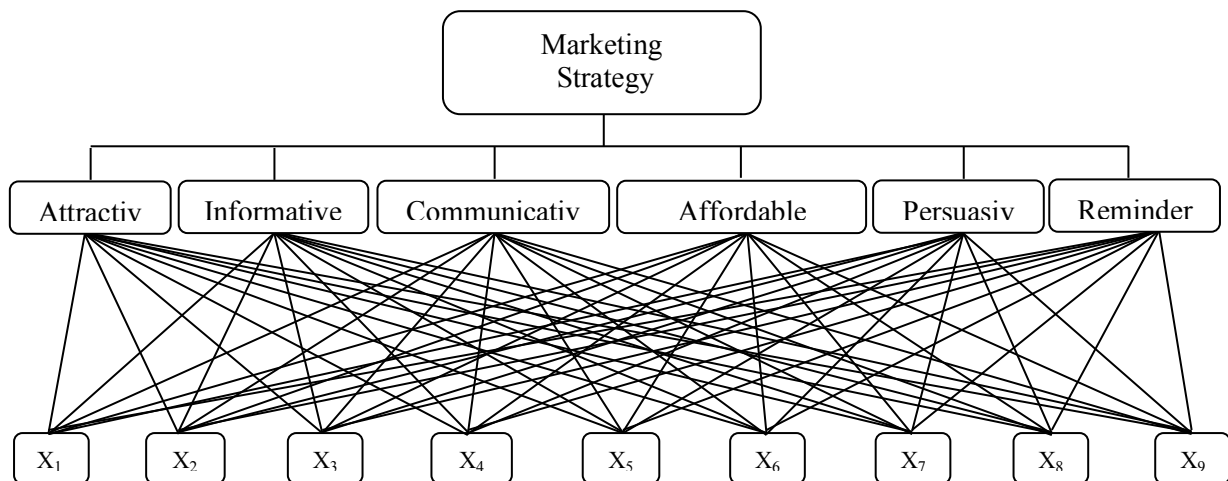 Marketing
Strategy
Attractiv Informative Communicativ Affordable Persuasiv Reminder
X₁ X₂ X₃ X₄ X₅ X₆ X₇ X₈ X₉